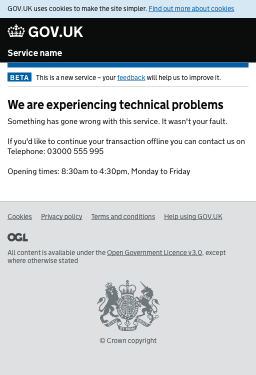 GOV.UK uses cookies to make the site simpler. Find out more about cookies
GOV.UK
Service name
BETA This is a new service – your feedback will help us to improve it.
We are experiencing technical problems
Something has gone wrong with this service. It wasn't your fault.
If you'd like to continue your transaction offline you can contact us on
Telephone: 03000 555 995
Opening times: 8:30am to 4:30pm, Monday to Friday
Cookies Privacy policy Terms and conditions Help using GOV.UK
OGL
All content is available under the Open Government Licence v3.0, except
where otherwise stated
© Crown copyright